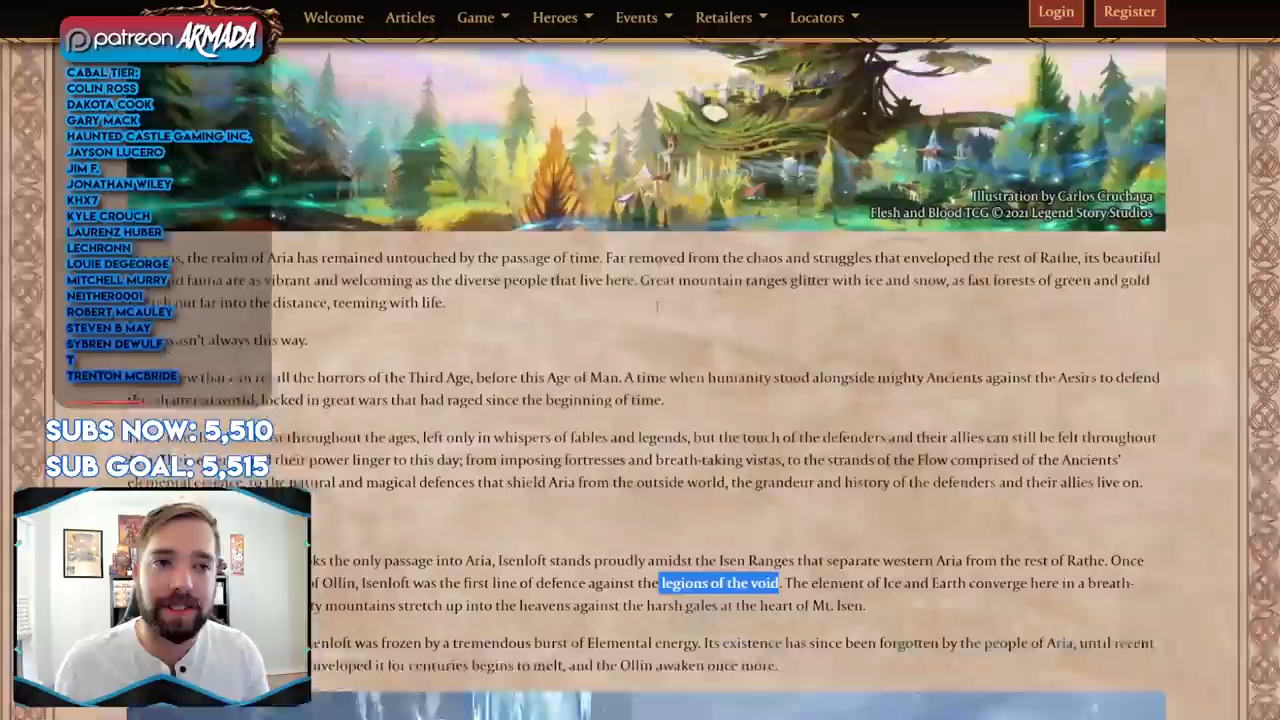 Welcome Articles Game Heroes Events Retailers Locators Login Register
patreon ARMADA
CABAL TIER:
COLIN ROSS
DAKOTA COOK
GARY MACK
HAUNTED CASTLE GAMING INC.
JAYSON LUCERO
JIM F.
JONATHAN WILEY
KHX7
KYLE CROUCH
LAURENZ HUBER
LECHRONN
LOUIE DEGEORGE
MITCHELL MURRY
NEITHER0001
ROBERT MCAULEY
STEVEN B MAY
SYBREN DEWULF
T
TRENTON MCBRIDE
SUBS NOW: 5,510
SUB GOAL: 5,515
Illustration by Carlos Cruchaga
Flesh and Blood TCG © 2021 Legend Story Studios
the realm of Aria has remained untouched by the passage of time. Far removed from the chaos and struggles that enveloped the rest of Rathe, its beautiful
fauna are as vibrant and welcoming as the diverse people that live here. Great mountain ranges glitter with ice and snow, as fast forests of green and gold
out far into the distance, teeming with life.
wasn't always this way.
the horrors of the Third Age, before this Age of Man. A time when humanity stood alongside mighty Ancients against the Aesirs to defend
world, locked in great wars that had raged since the beginning of time.
throughout the ages, left only in whispers of fables and legends, but the touch of the defenders and their allies can still be felt throughout
their power linger to this day; from imposing fortresses and breath-taking vistas, to the strands of the Flow comprised of the Ancients'
natural and magical defences that shield Aria from the outside world, the grandeur and history of the defenders and their allies live on.
the only passage into Aria, Isenloft stands proudly amidst the Isen Ranges that separate western Aria from the rest of Rathe. Once
of Ollin, Isenloft was the first line of defence against the legions of the void. The element of Ice and Earth converge here in a breath-
mountains stretch up into the heavens against the harsh gales at the heart of Mt. Isen.
was frozen by a tremendous burst of Elemental energy. Its existence has since been forgotten by the people of Aria, until recent
it for centuries begins to melt, and the Ollin awaken once more.